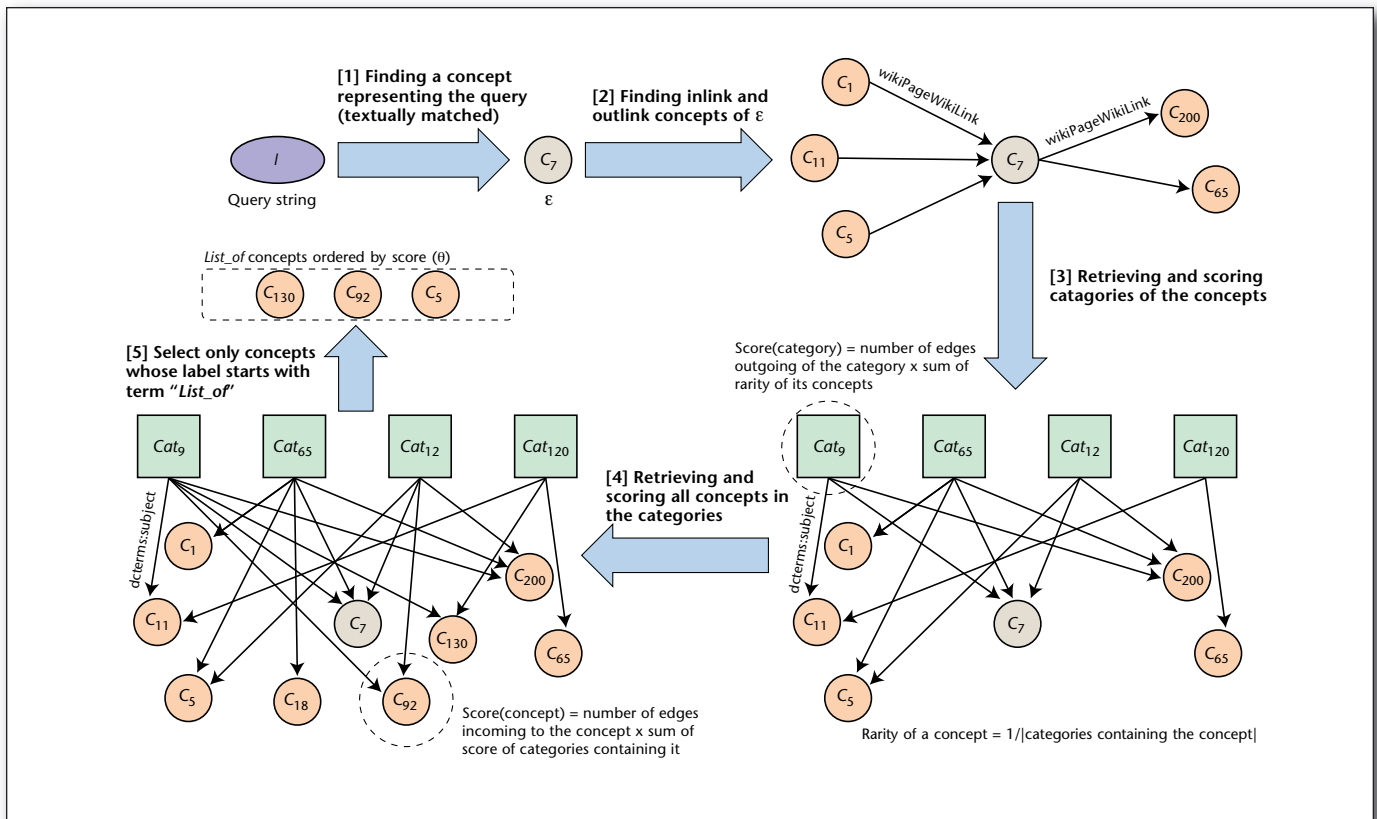 [1] Finding a concept
representing the query
(textually matched)
[2] Finding inlink and
outlink concepts of ε
I
Query string
C7
ε
C1
C11
C5
wikiPageWikiLink
C7
wikiPageWikiLink
C200
C65
[3] Retrieving and scoring
catagories of the concepts
Score(category) = number of edges
outgoing of the category x sum of
rarity of its concepts
Cat9
Cat65
Cat12
Cat120
dcterms:subject
C1
C200
C11
C7
C65
C5
Rarity of a concept = 1/|categories containing the concept|
[4] Retrieving and
scoring all concepts in
the categories
Cat9
Cat65
Cat12
Cat120
dcterms:subject
C1
C200
C11
C7
C130
C65
C5
C18
C92
Score(concept) = number of edges
incoming to the concept x sum of
score of categories containing it
[5] Select only concepts
whose label starts with
term “List_of”
List_of concepts ordered by score (θ)
C130
C92
C5